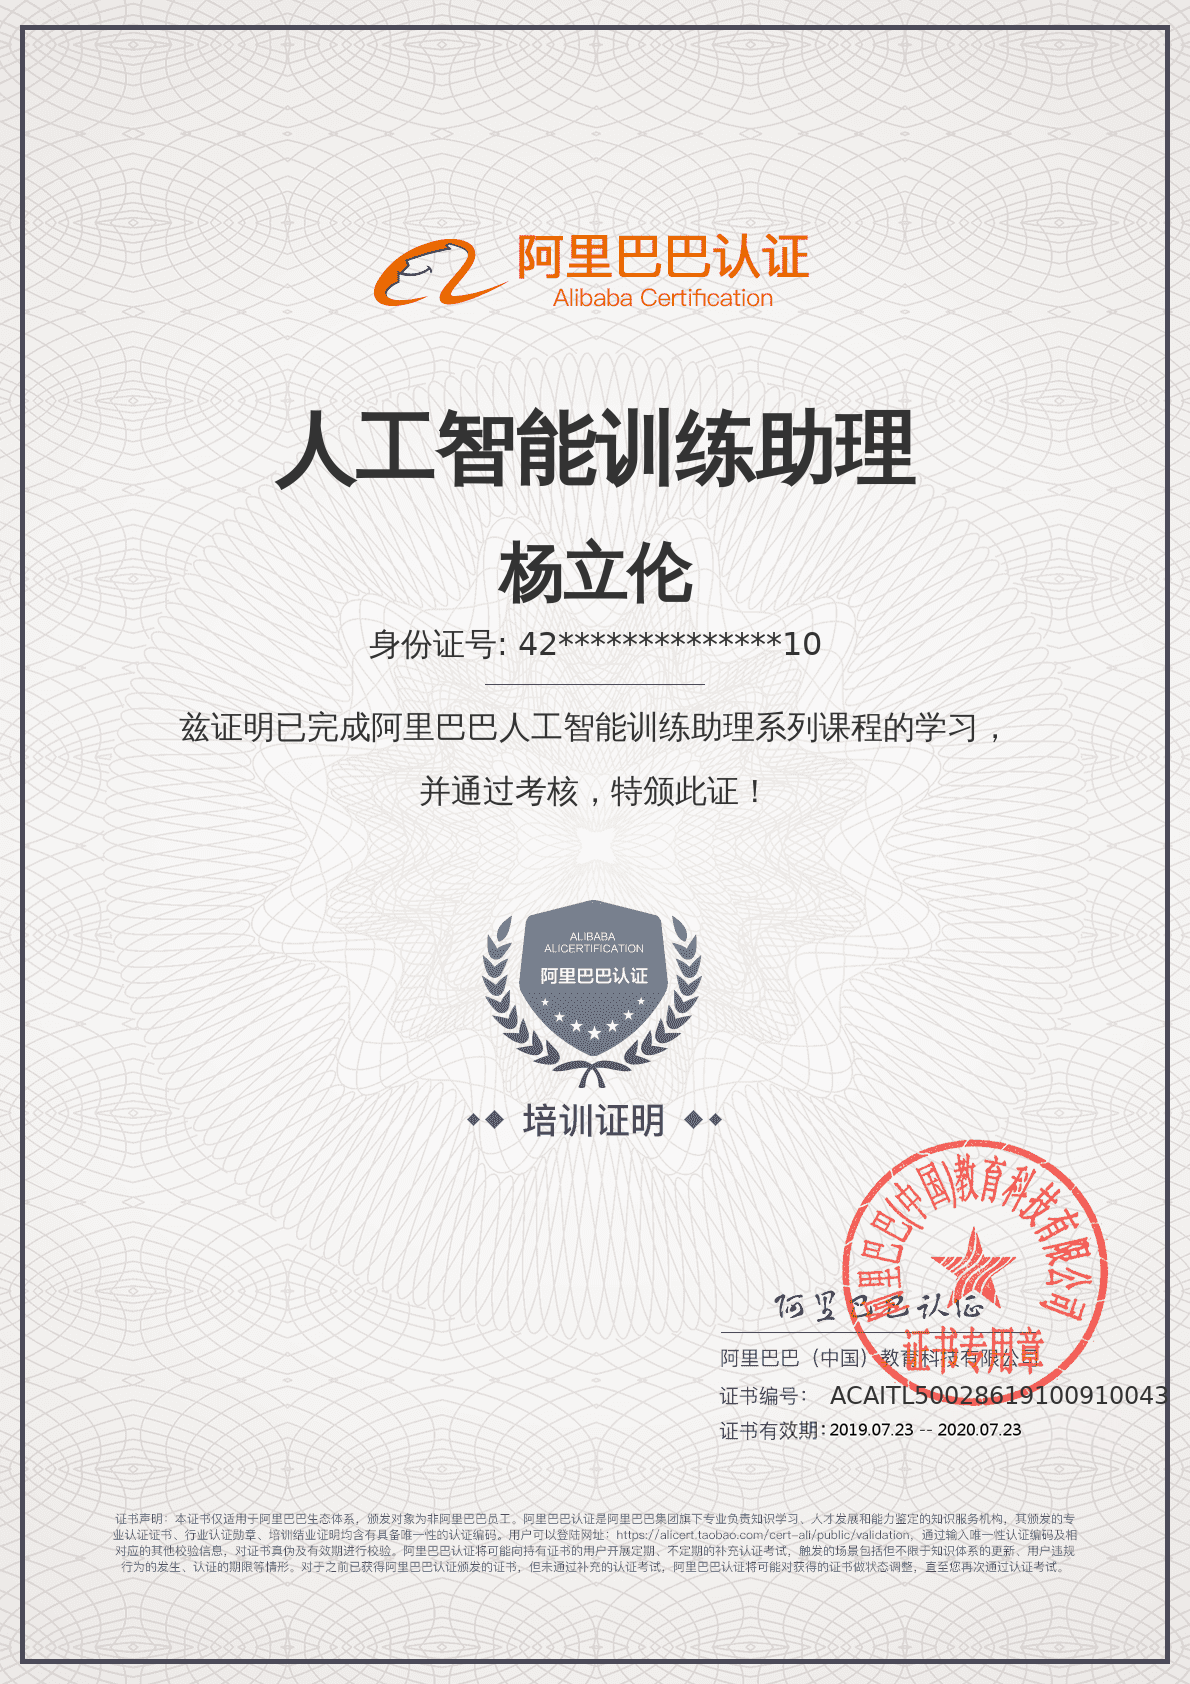 阿里巴巴认证
Alibaba Certification
人工智能训练助理
杨立伦
身份证号: 42**************10
兹证明已完成阿里巴巴人工智能训练助理系列课程的学习，
并通过考核，特颁此证！
ALIBABA
ALICERTIFICATION
阿里巴巴认证
培训证明
阿里巴巴(中国)教育科技有限公司
证书专用章
阿里巴巴认证
阿里巴巴（中国）教育科技有限公司
证书编号： ACAITL50028619100910043
证书有效期：2019.07.23 -- 2020.07.23
证书声明：本证书仅适用于阿里巴巴生态体系，颁发对象为非阿里巴巴员工。阿里巴巴认证是阿里巴巴集团旗下专业负责知识学习、人才发展和能力鉴定的知识服务机构，其颁发的专
业认证证书、行业认证勋章、培训结业证明均含有具备唯一性的认证编码。用户可以登陆网址：https://alicert.taobao.com/cert-ali/public/validation，通过输入唯一性认证编码及相
对应的其他校验信息，对证书真伪及有效期进行校验。阿里巴巴认证将可能向持有证书的用户开展定期、不定期的补充认证考试，触发的场景包括但不限于知识体系的更新、用户违规
行为的发生、认证的期限等情形。对于之前已获得阿里巴巴认证颁发的证书，但未通过补充的认证考试，阿里巴巴认证将可能对获得的证书做状态调整，直至您再次通过认证考试。